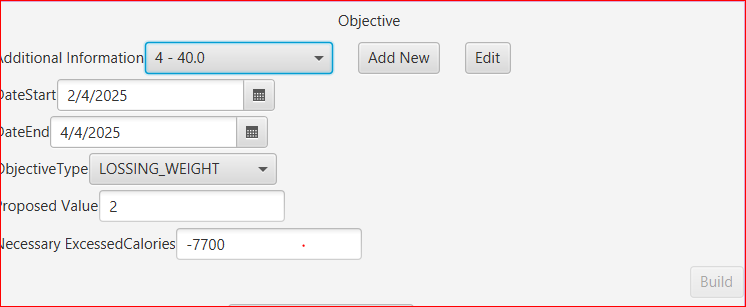 Objective
Additional Information 4 - 40.0 Add New Edit
DateStart 2/4/2025
DateEnd 4/4/2025
ObjectiveType LOSSING_WEIGHT
Proposed Value 2
Necessary ExcessedCalories -7700
Build